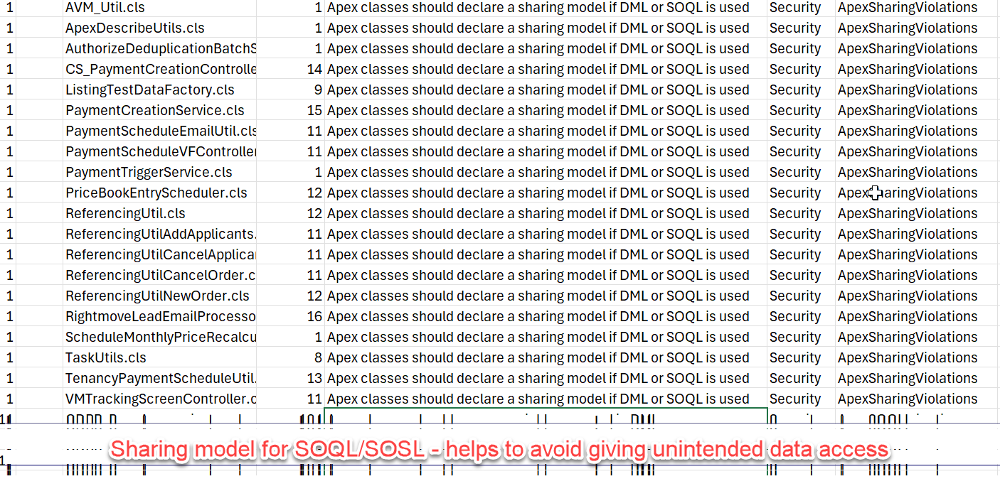 1 AVM_Util.cls 1 Apex classes should declare a sharing model if DML or SOQL is used Security ApexSharingViolations
1 ApexDescribeUtils.cls 1 Apex classes should declare a sharing model if DML or SOQL is used Security ApexSharingViolations
1 AuthorizeDeduplicationBatchS 1 Apex classes should declare a sharing model if DML or SOQL is used Security ApexSharingViolations
1 CS_PaymentCreationControlle 14 Apex classes should declare a sharing model if DML or SOQL is used Security ApexSharingViolations
1 ListingTestDataFactory.cls 9 Apex classes should declare a sharing model if DML or SOQL is used Security ApexSharingViolations
1 PaymentCreationService.cls 15 Apex classes should declare a sharing model if DML or SOQL is used Security ApexSharingViolations
1 PaymentScheduleEmailUtil.cls 11 Apex classes should declare a sharing model if DML or SOQL is used Security ApexSharingViolations
1 PaymentScheduleVFController 11 Apex classes should declare a sharing model if DML or SOQL is used Security ApexSharingViolations
1 PaymentTriggerService.cls 1 Apex classes should declare a sharing model if DML or SOQL is used Security ApexSharingViolations
1 PriceBookEntryScheduler.cls 12 Apex classes should declare a sharing model if DML or SOQL is used Security ApexSharingViolations
1 ReferencingUtil.cls 12 Apex classes should declare a sharing model if DML or SOQL is used Security ApexSharingViolations
1 ReferencingUtilAddApplicants. 11 Apex classes should declare a sharing model if DML or SOQL is used Security ApexSharingViolations
1 ReferencingUtilCancelApplicar 11 Apex classes should declare a sharing model if DML or SOQL is used Security ApexSharingViolations
1 ReferencingUtilCancelOrder.c 11 Apex classes should declare a sharing model if DML or SOQL is used Security ApexSharingViolations
1 ReferencingUtilNewOrder.cls 12 Apex classes should declare a sharing model if DML or SOQL is used Security ApexSharingViolations
1 RightmoveLeadEmailProcesso 16 Apex classes should declare a sharing model if DML or SOQL is used Security ApexSharingViolations
1 ScheduleMonthlyPriceRecalcu 1 Apex classes should declare a sharing model if DML or SOQL is used Security ApexSharingViolations
1 TaskUtils.cls 8 Apex classes should declare a sharing model if DML or SOQL is used Security ApexSharingViolations
1 TenancyPaymentScheduleUtil. 13 Apex classes should declare a sharing model if DML or SOQL is used Security ApexSharingViolations
1 VMTrackingScreenController.c 11 Apex classes should declare a sharing model if DML or SOQL is used Security ApexSharingViolations
Sharing model for SOQL/SOSL - helps to avoid giving unintended data access
1